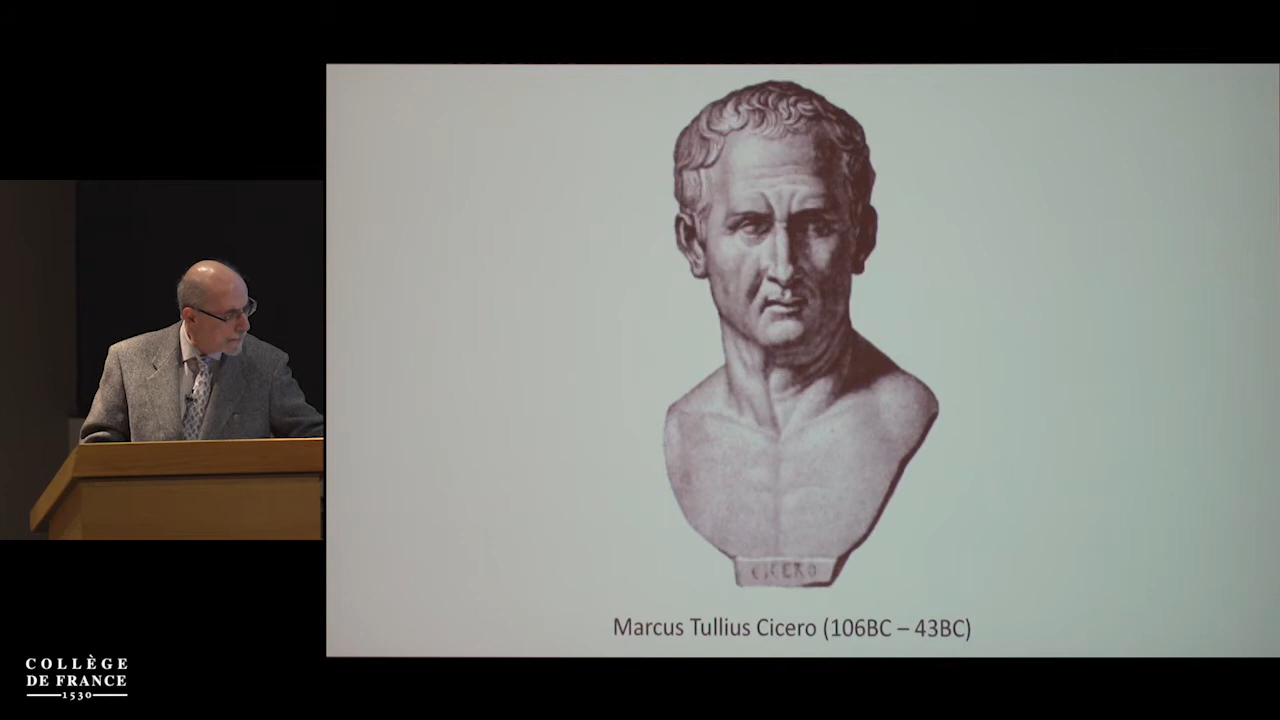 CICERO
Marcus Tullius Cicero (106BC – 43BC)
COLLÈGE
DE FRANCE
1530